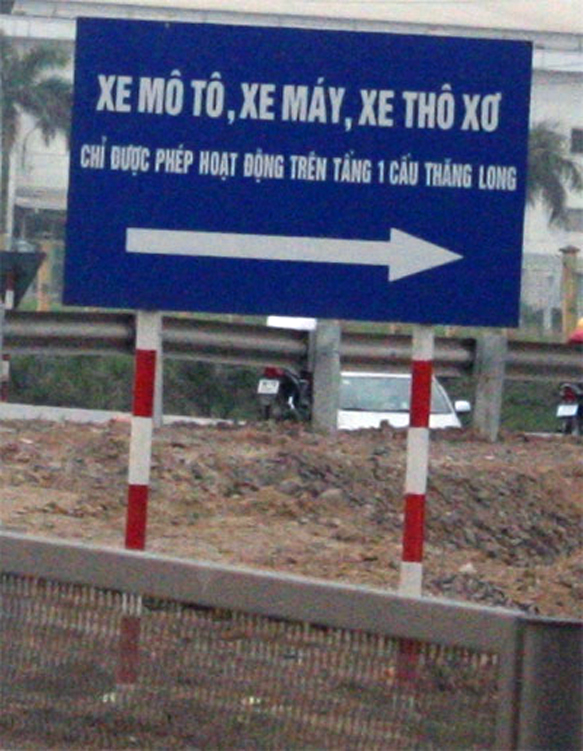 XE MÔ TÔ, XE MÁY, XE THÔ XƠ
CHỈ ĐƯỢC PHÉP HOẠT ĐỘNG TRÊN TẦNG 1 CẦU THĂNG LONG